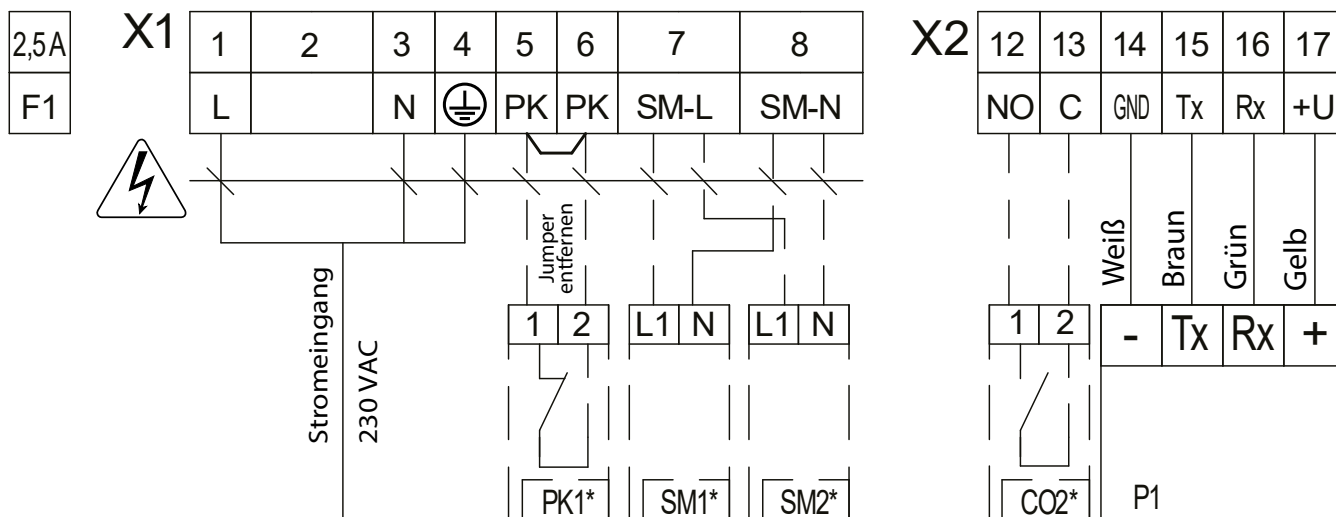 2,5A X1 1 2 3 4 5 6 7 8 X2 12 13 14 15 16 17
F1 L N PK PK SM-L SM-N NO C GND Tx Rx +U
Stromeingang
230 VAC
Jumper
entfernen
Weiß
Braun
Grün
Gelb
1 2 L1 N L1 N 1 2 - Tx Rx +
PK1* SM1* SM2* CO2* P1